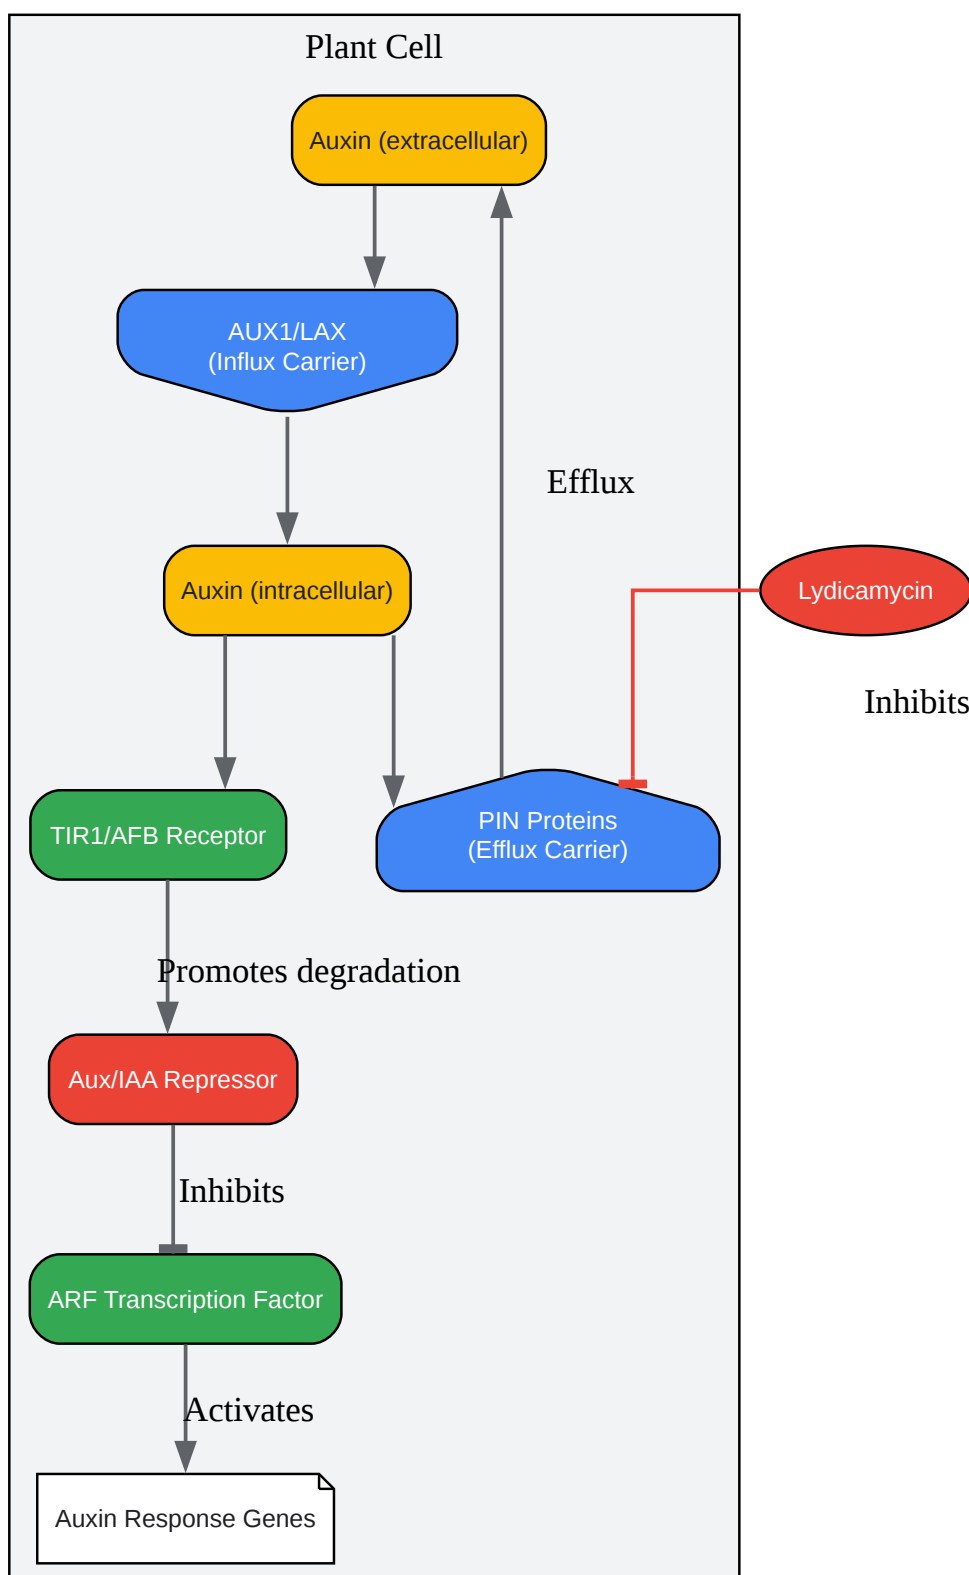 Plant Cell
Auxin (extracellular)
AUX1/LAX
(Influx Carrier)
Efflux
Auxin (intracellular)
Lydicamycin
Inhibits
PIN Proteins
(Efflux Carrier)
TIR1/AFB Receptor
Promotes degradation
Aux/IAA Repressor
Inhibits
ARF Transcription Factor
Activates
Auxin Response Genes